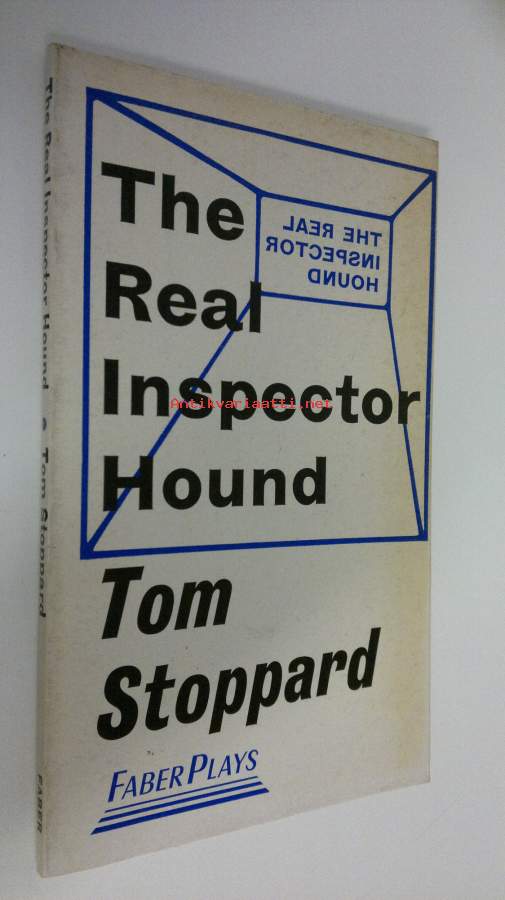 The Real Inspector Hound Tom Stoppard FABER
The
Real
Inspector
Hound
THE REAL
INSPECTOR
HOUND
Antikvariaatti.net
Tom
Stoppard
FABER PLAYS